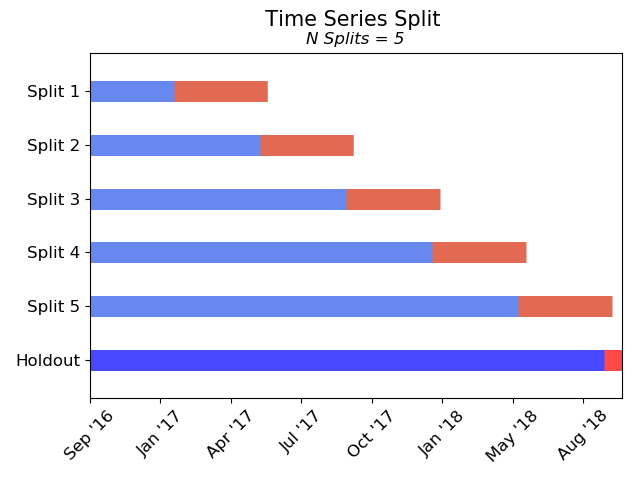 Time Series Split
N Splits = 5
Split 1
Split 2
Split 3
Split 4
Split 5
Holdout
Sep '16
Jan '17
Apr '17
Jul '17
Oct '17
Jan '18
May '18
Aug '18